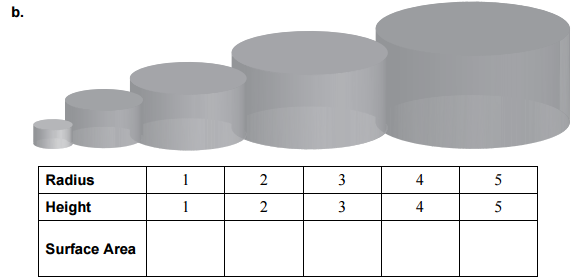 b.
Radius 1 2 3 4 5
Height 1 2 3 4 5
Surface Area